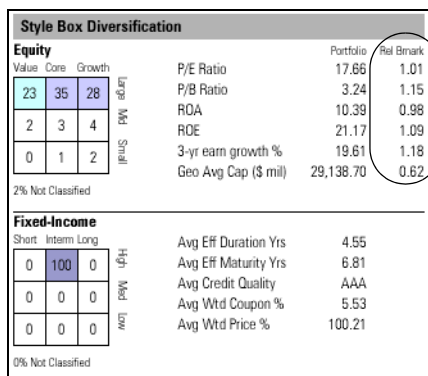 Style Box Diversification
Equity Portfolio Rel Bmark
Value Core Growth P/E Ratio 17.66 1.01
23 35 28 Large P/B Ratio 3.24 1.15
ROA 10.39 0.98
2 3 4 Mid ROE 21.17 1.09
3-yr earn growth % 19.61 1.18
0 1 2 Small Geo Avg Cap ($ mil) 29,138.70 0.62
2% Not Classified
Fixed-Income
Short Interm Long Avg Eff Duration Yrs 4.55
0 100 0 High Avg Eff Maturity Yrs 6.81
Avg Credit Quality AAA
0 0 0 Med Avg Wtd Coupon % 5.53
0 0 0 Low Avg Wtd Price % 100.21
0% Not Classified